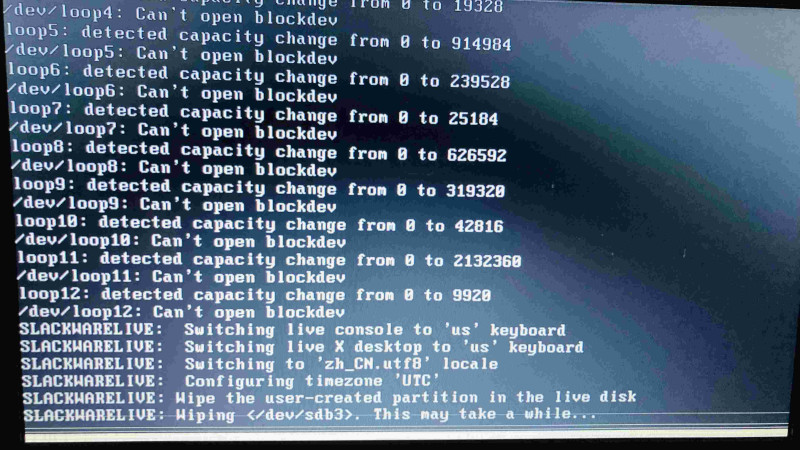 capacity change from 0 to 19328
/dev/loop4: Can't open blockdev
loop5: detected capacity change from 0 to 914984
/dev/loop5: Can't open blockdev
loop6: detected capacity change from 0 to 239528
/dev/loop6: Can't open blockdev
loop7: detected capacity change from 0 to 25184
/dev/loop7: Can't open blockdev
loop8: detected capacity change from 0 to 626592
/dev/loop8: Can't open blockdev
loop9: detected capacity change from 0 to 319320
/dev/loop9: Can't open blockdev
loop10: detected capacity change from 0 to 42816
/dev/loop10: Can't open blockdev
loop11: detected capacity change from 0 to 2132360
/dev/loop11: Can't open blockdev
loop12: detected capacity change from 0 to 9920
/dev/loop12: Can't open blockdev
SLACKWARELIVE: Switching live console to 'us' keyboard
SLACKWARELIVE: Switching live X desktop to 'us' keyboard
SLACKWARELIVE: Switching to 'zh_CN.utf8' locale
SLACKWARELIVE: Configuring timezone 'UTC'
SLACKWARELIVE: Wipe the user-created partition in the live disk
SLACKWARELIVE: Wiping </dev/sdb3>. This may take a while...